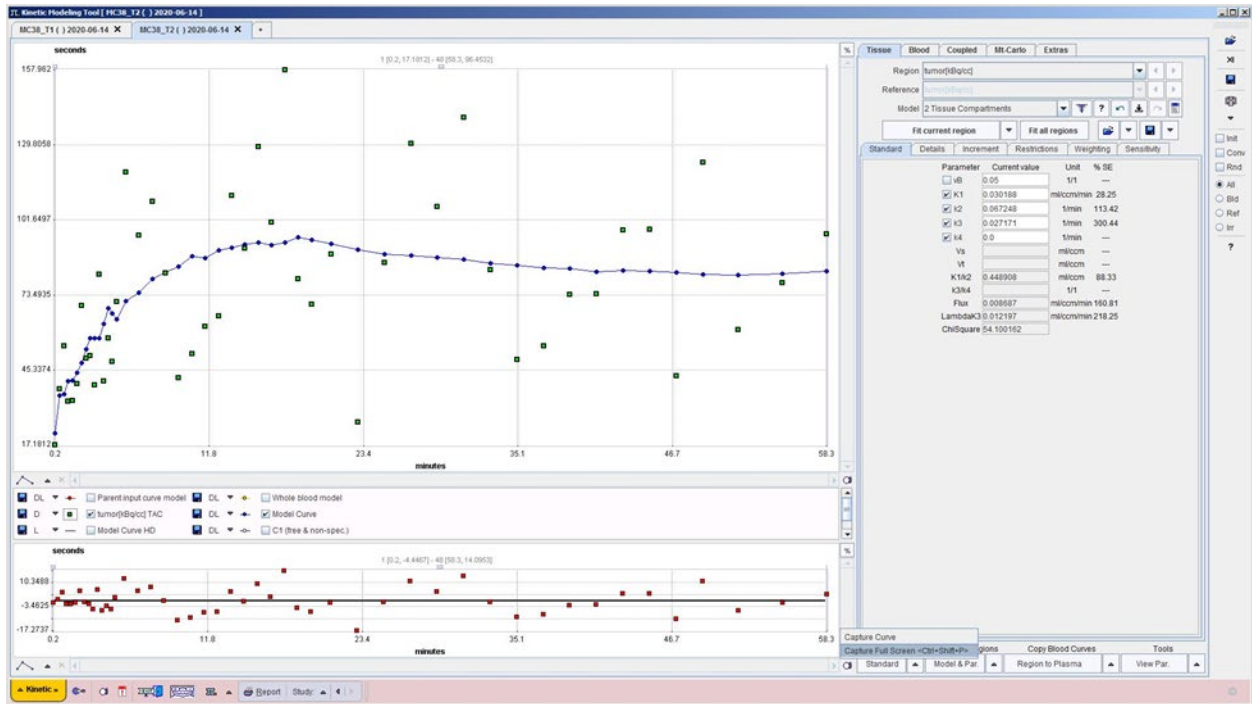 Kinetic Modeling Tool [ MC38_T2 ( ) 2020-06-14 ]
MC38_T1 ( ) 2020-06-14 X MC38_T2 ( ) 2020-06-14 X +
seconds
1 [0.2, 17.1812] - 40 [58.3, 96.4532]
157.962
129.8058
101.6497
73.4935
45.3374
17.1812
0.2 11.8 23.4 35.1 46.7 58.3
minutes
DL Parent input curve model DL Whole blood model
D tumor[kBq/cc] TAC DL Model Curve
L Model Curve HD DL C1 (free & non-spec.)
seconds
1 [0.2, -4.4487] - 40 [58.3, 14.0953]
10.3488
-3.4625
-17.2737
0.2 11.8 23.4 35.1 46.7 58.3
minutes
% Tissue Blood Coupled Mt-Carlo Extras
Region tumor[kBq/cc]
Reference tumor[kBq/cc]
Model 2 Tissue Compartments ?
Fit current region Fit all regions
Standard Details Increment Restrictions Weighting Sensitivity
Parameter Current value Unit % SE
vB 0.05 1/1 ---
K1 0.030188 ml/ccm/min 28.25
k2 0.067248 1/min 113.42
k3 0.027171 1/min 300.44
k4 0.0 1/min ---
Vs ml/ccm ---
Vt ml/ccm ---
K1/k2 0.448908 ml/ccm 88.33
k3/k4 1/1 ---
Flux 0.008687 ml/ccm/min 160.81
LambdaK3 0.012197 ml/ccm/min 218.25
ChiSquare 54.100162
Init
Conv
Rnd
All
Bld
Ref
Irr
?
%
Capture Curve
Capture Full Screen <Ctrl+Shift+P>
gions Copy Blood Curves Tools
Standard Model & Par. Region to Plasma View Par.
Kinetic Report Study: